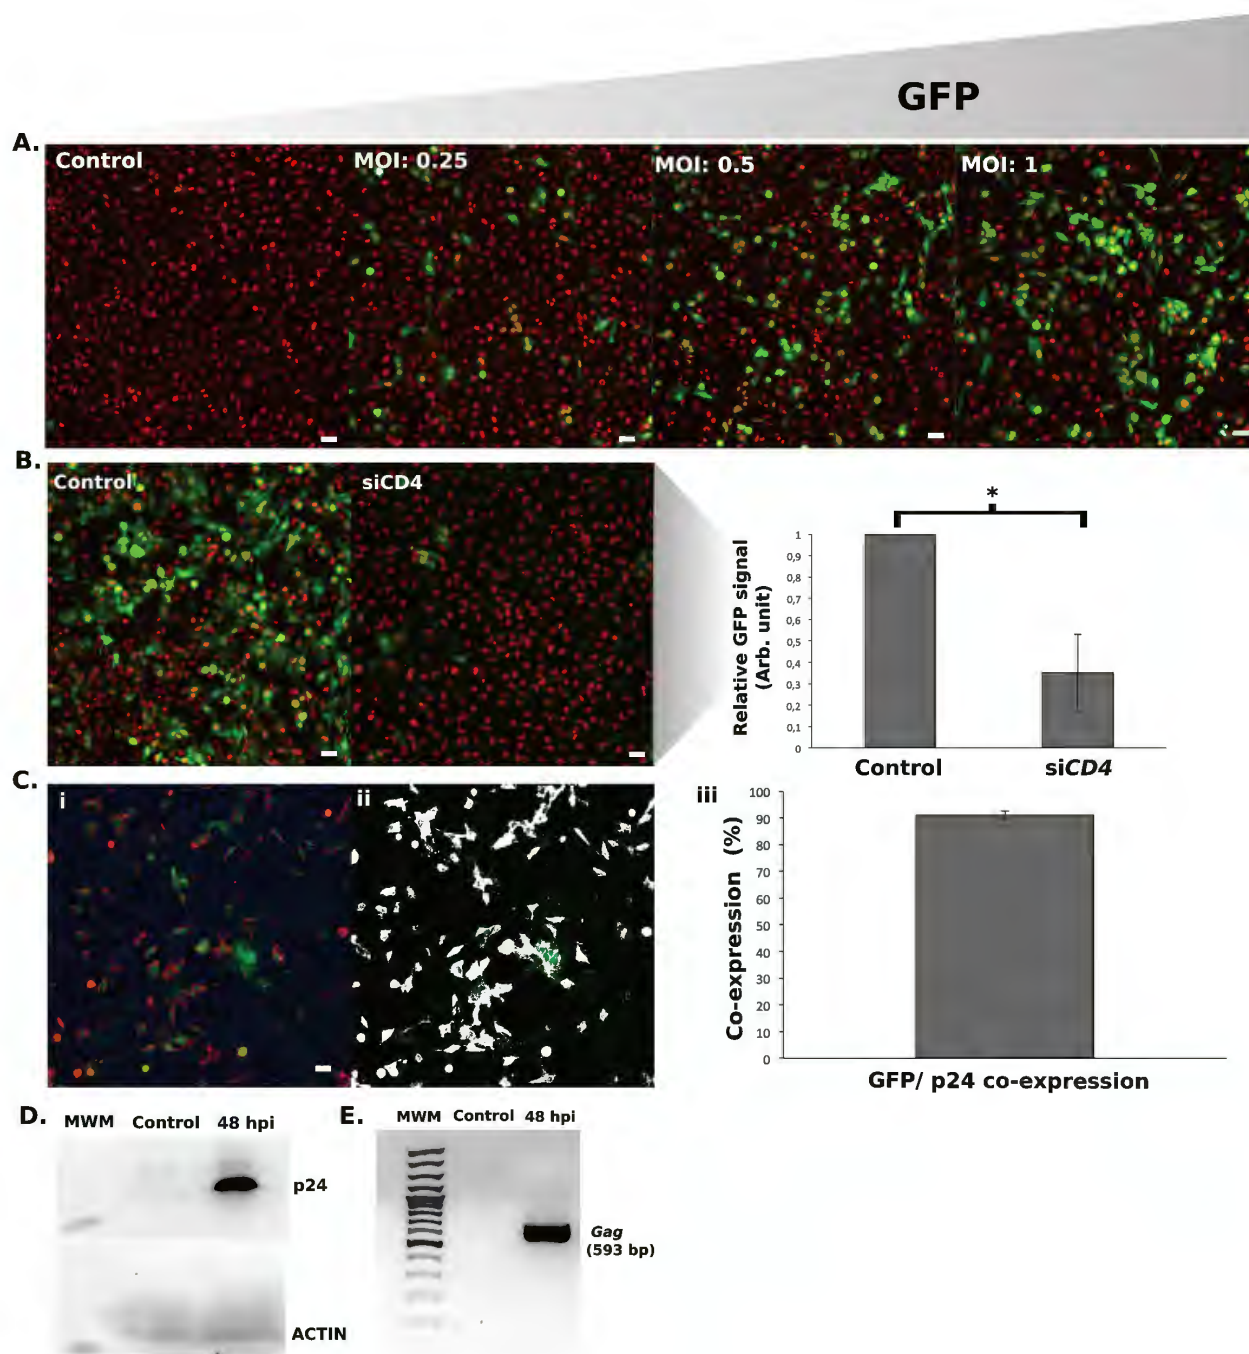 GFP
A.
Control
MOI: 0.25
MOI: 0.5
MOI: 1
B.
Control
siCD4
*
Relative GFP signal
(Arb. unit)
1
0,9
0,8
0,7
0,6
0,5
0,4
0,3
0,2
0,1
0
Control
siCD4
C.
i
ii
iii
Co-expression (%)
100
90
80
70
60
50
40
30
20
10
0
GFP/ p24 co-expression
D.
MWM
Control
48 hpi
p24
ACTIN
E.
MWM
Control
48 hpi
Gag
(593 bp)